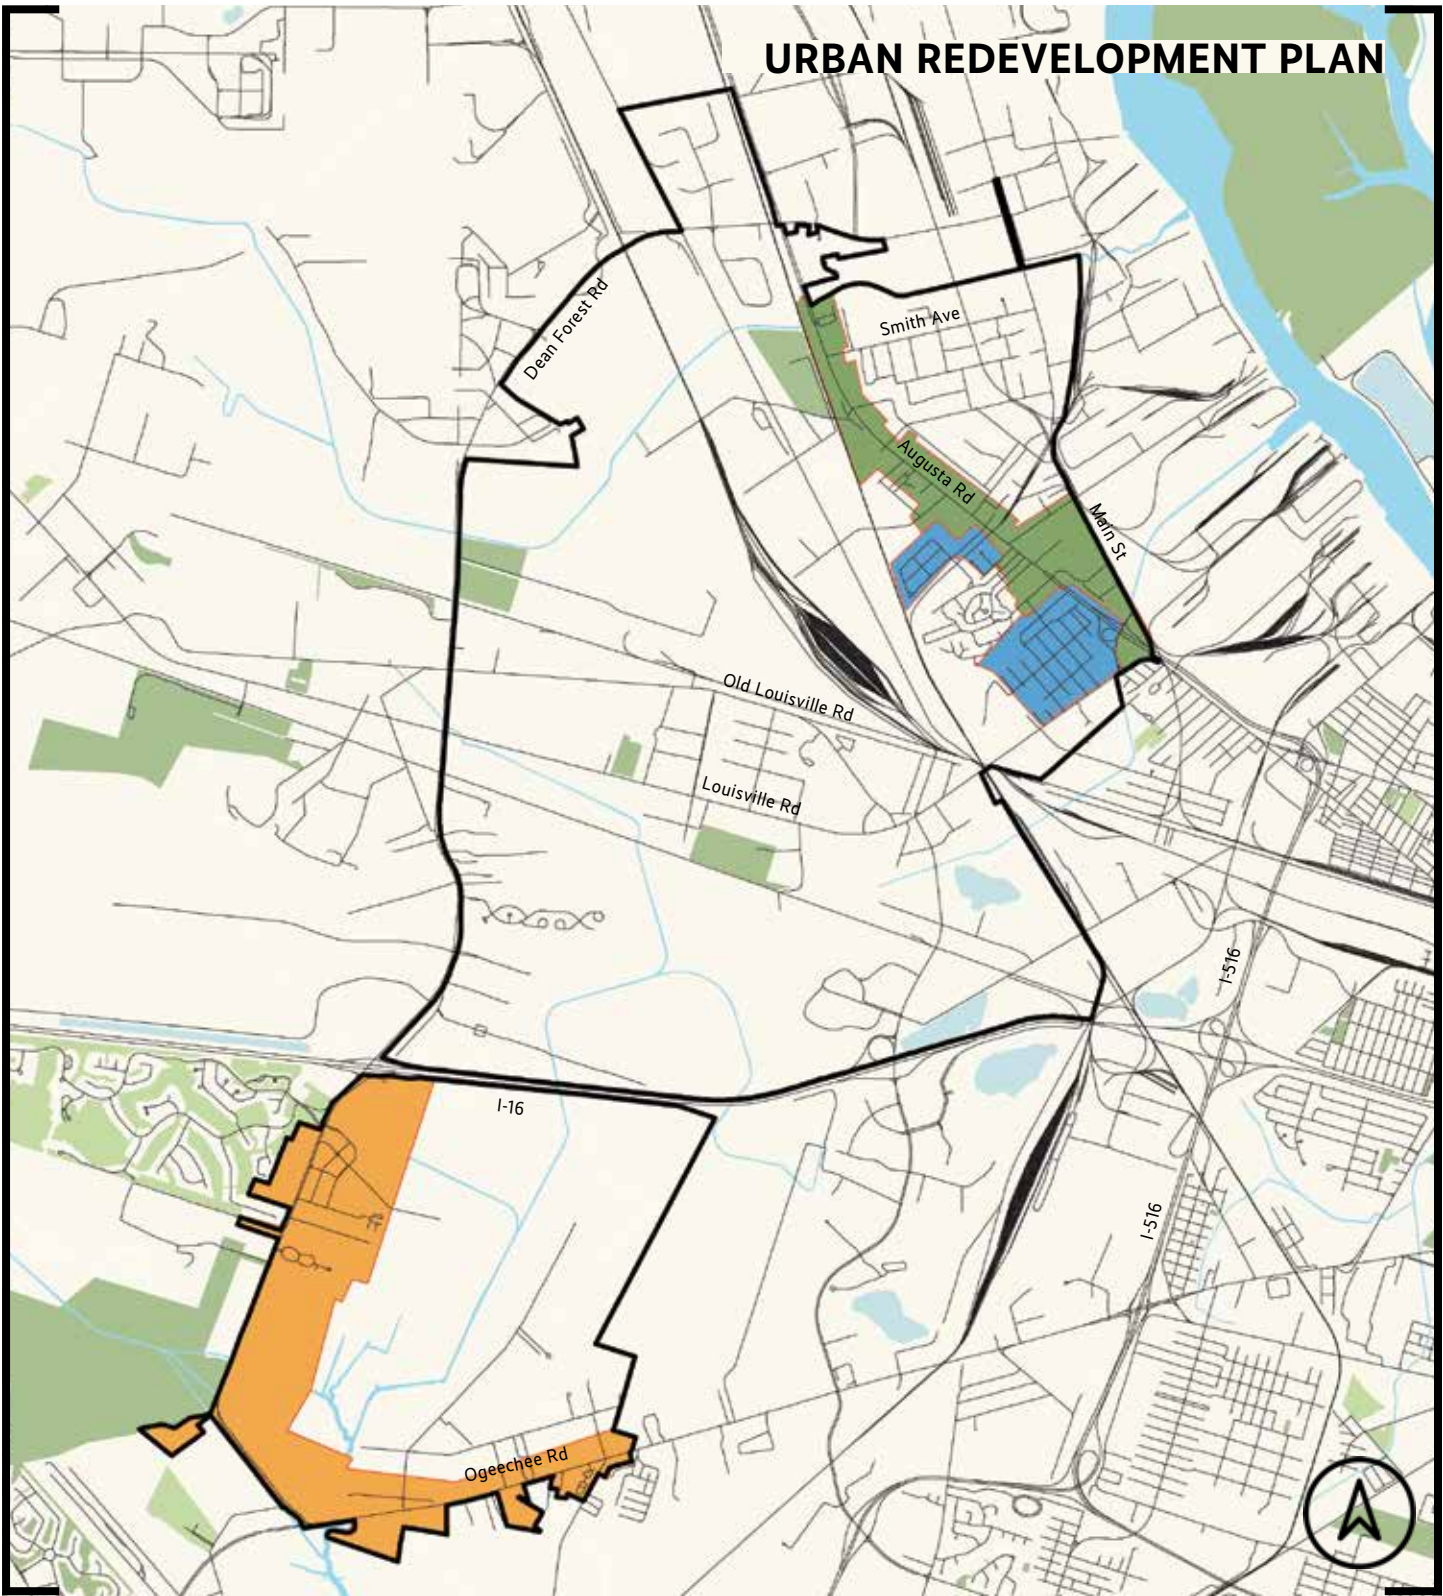 URBAN REDEVELOPMENT PLAN
Dean Forest Rd
Smith Ave
Augusta Rd
Main St
Old Louisville Rd
Louisville Rd
I-516
I-16
I-516
Ogeechee Rd